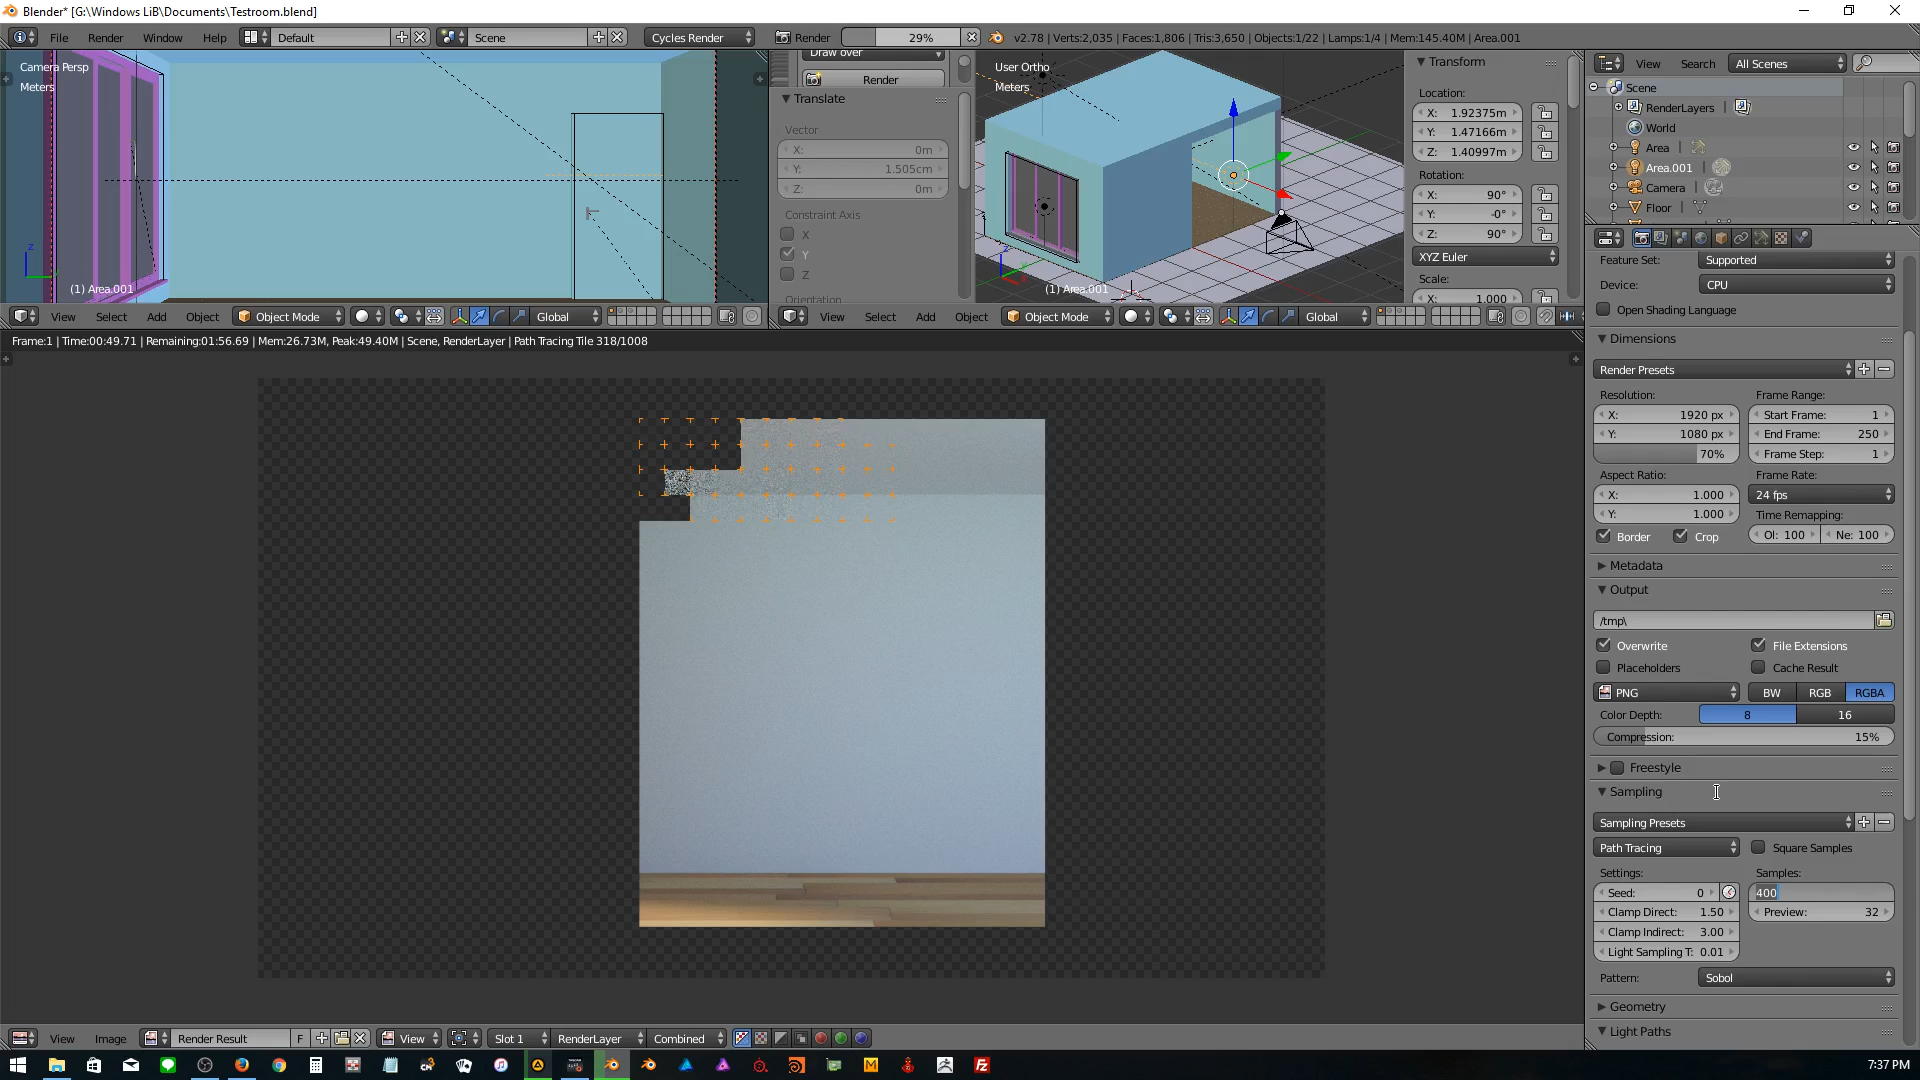 Blender* [G:\Windows LiB\Documents\Testroom.blend]
File Render Window Help Default Scene Cycles Render Render 29% v2.78 | Verts:2,035 | Faces:1,806 | Tris:3,650 | Objects:1/22 | Lamps:1/4 | Mem:145.40M | Area.001
Camera Persp
Meters
(1) Area.001
View Select Add Object Object Mode Global
Draw over
Render
Translate
Vector
X: 0m
Y: 1.505cm
Z: 0m
Constraint Axis
X
Y
Z
Orientation
User Ortho
Meters
(1) Area.001
View Select Add Object Object Mode Global
Transform
Location:
X: 1.92375m
Y: 1.47166m
Z: 1.40997m
Rotation:
X: 90°
Y: -0°
Z: 90°
XYZ Euler
Scale:
X: 1.000
View Search All Scenes
Scene
RenderLayers
World
Area
Area.001
Camera
Floor
Frame:1 | Time:00:49.71 | Remaining:01:56.69 | Mem:26.73M, Peak:49.40M | Scene, RenderLayer | Path Tracing Tile 318/1008
Feature Set: Supported
Device: CPU
Open Shading Language
Dimensions
Render Presets
Resolution: Frame Range:
X: 1920 px Start Frame: 1
Y: 1080 px End Frame: 250
70% Frame Step: 1
Aspect Ratio: Frame Rate:
X: 1.000 24 fps
Y: 1.000 Time Remapping:
Border Crop Ol: 100 Ne: 100
Metadata
Output
/tmp\
Overwrite File Extensions
Placeholders Cache Result
PNG BW RGB RGBA
Color Depth: 8 16
Compression: 15%
Freestyle
Sampling
Sampling Presets
Path Tracing Square Samples
Settings: Samples:
Seed: 0 400
Clamp Direct: 1.50 Preview: 32
Clamp Indirect: 3.00
Light Sampling T: 0.01
Pattern: Sobol
Geometry
Light Paths
View Image Render Result F View Slot 1 RenderLayer Combined
7:37 PM